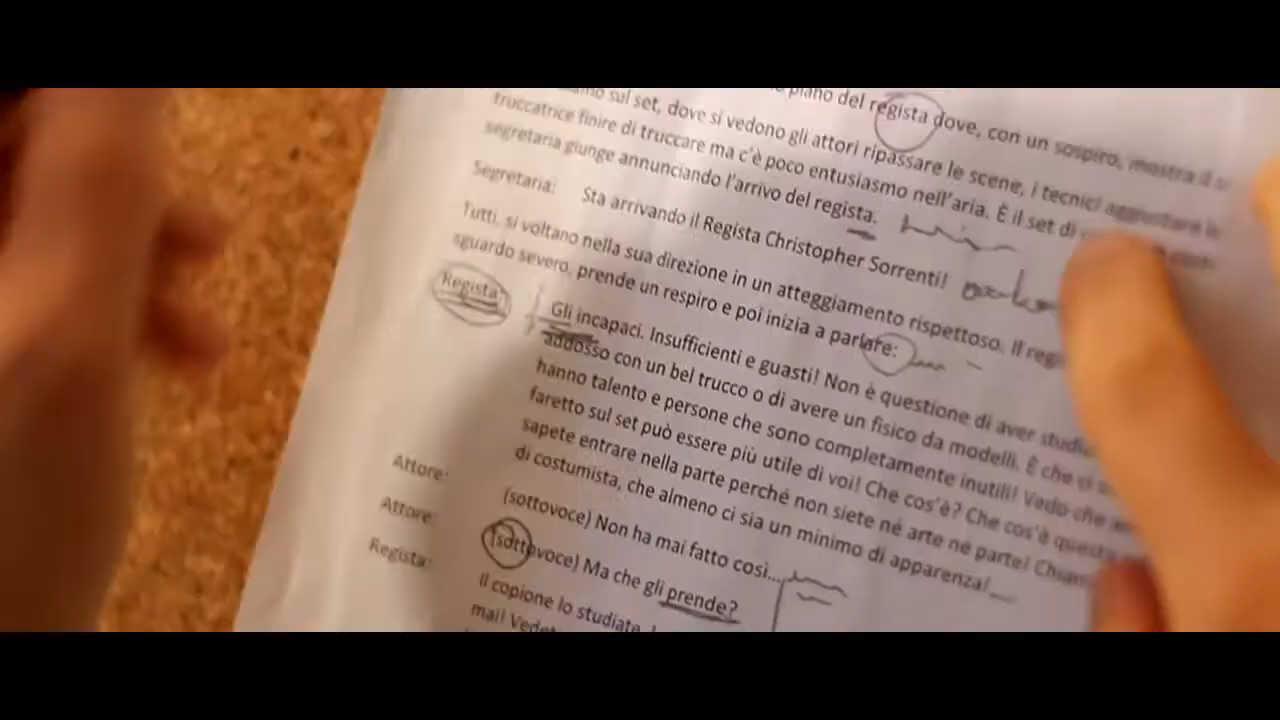 piano del regista dove, con un sospiro, mostra il
sul set, dove si vedono gli attori ripassare le scene, i tecnici aggiustare
truccatrice finire di truccare ma c'è poco entusiasmo nell'aria. È il set di
segretaria giunge annunciando l'arrivo del regista.
Segretaria: Sta arrivando il Regista Christopher Sorrenti!
Tutti, si voltano nella sua direzione in un atteggiamento rispettoso. Il
sguardo severo, prende un respiro e poi inizia a parlare:
Regista: Gli incapaci. Insufficienti e guasti! Non è questione di aver
addosso con un bel trucco o di avere un fisico da modelli. È che ci
hanno talento e persone che sono completamente inutili! Vedo che
faretto sul set può essere più utile di voi! Che cos'è? Che cos'è questa
sapete entrare nella parte perché non siete né arte né parte!
di costumista, che almeno ci sia un minimo di apparenza!
Attore: (sottovoce) Non ha mai fatto così...
Attore: (sottovoce) Ma che gli prende?
Regista: Il copione lo studiate
mai!